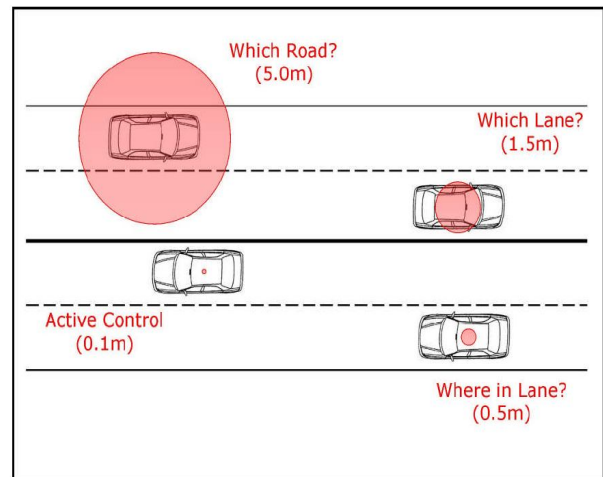 Which Road?
(5.0m)
Which Lane?
(1.5m)
Active Control
(0.1m)
Where in Lane?
(0.5m)